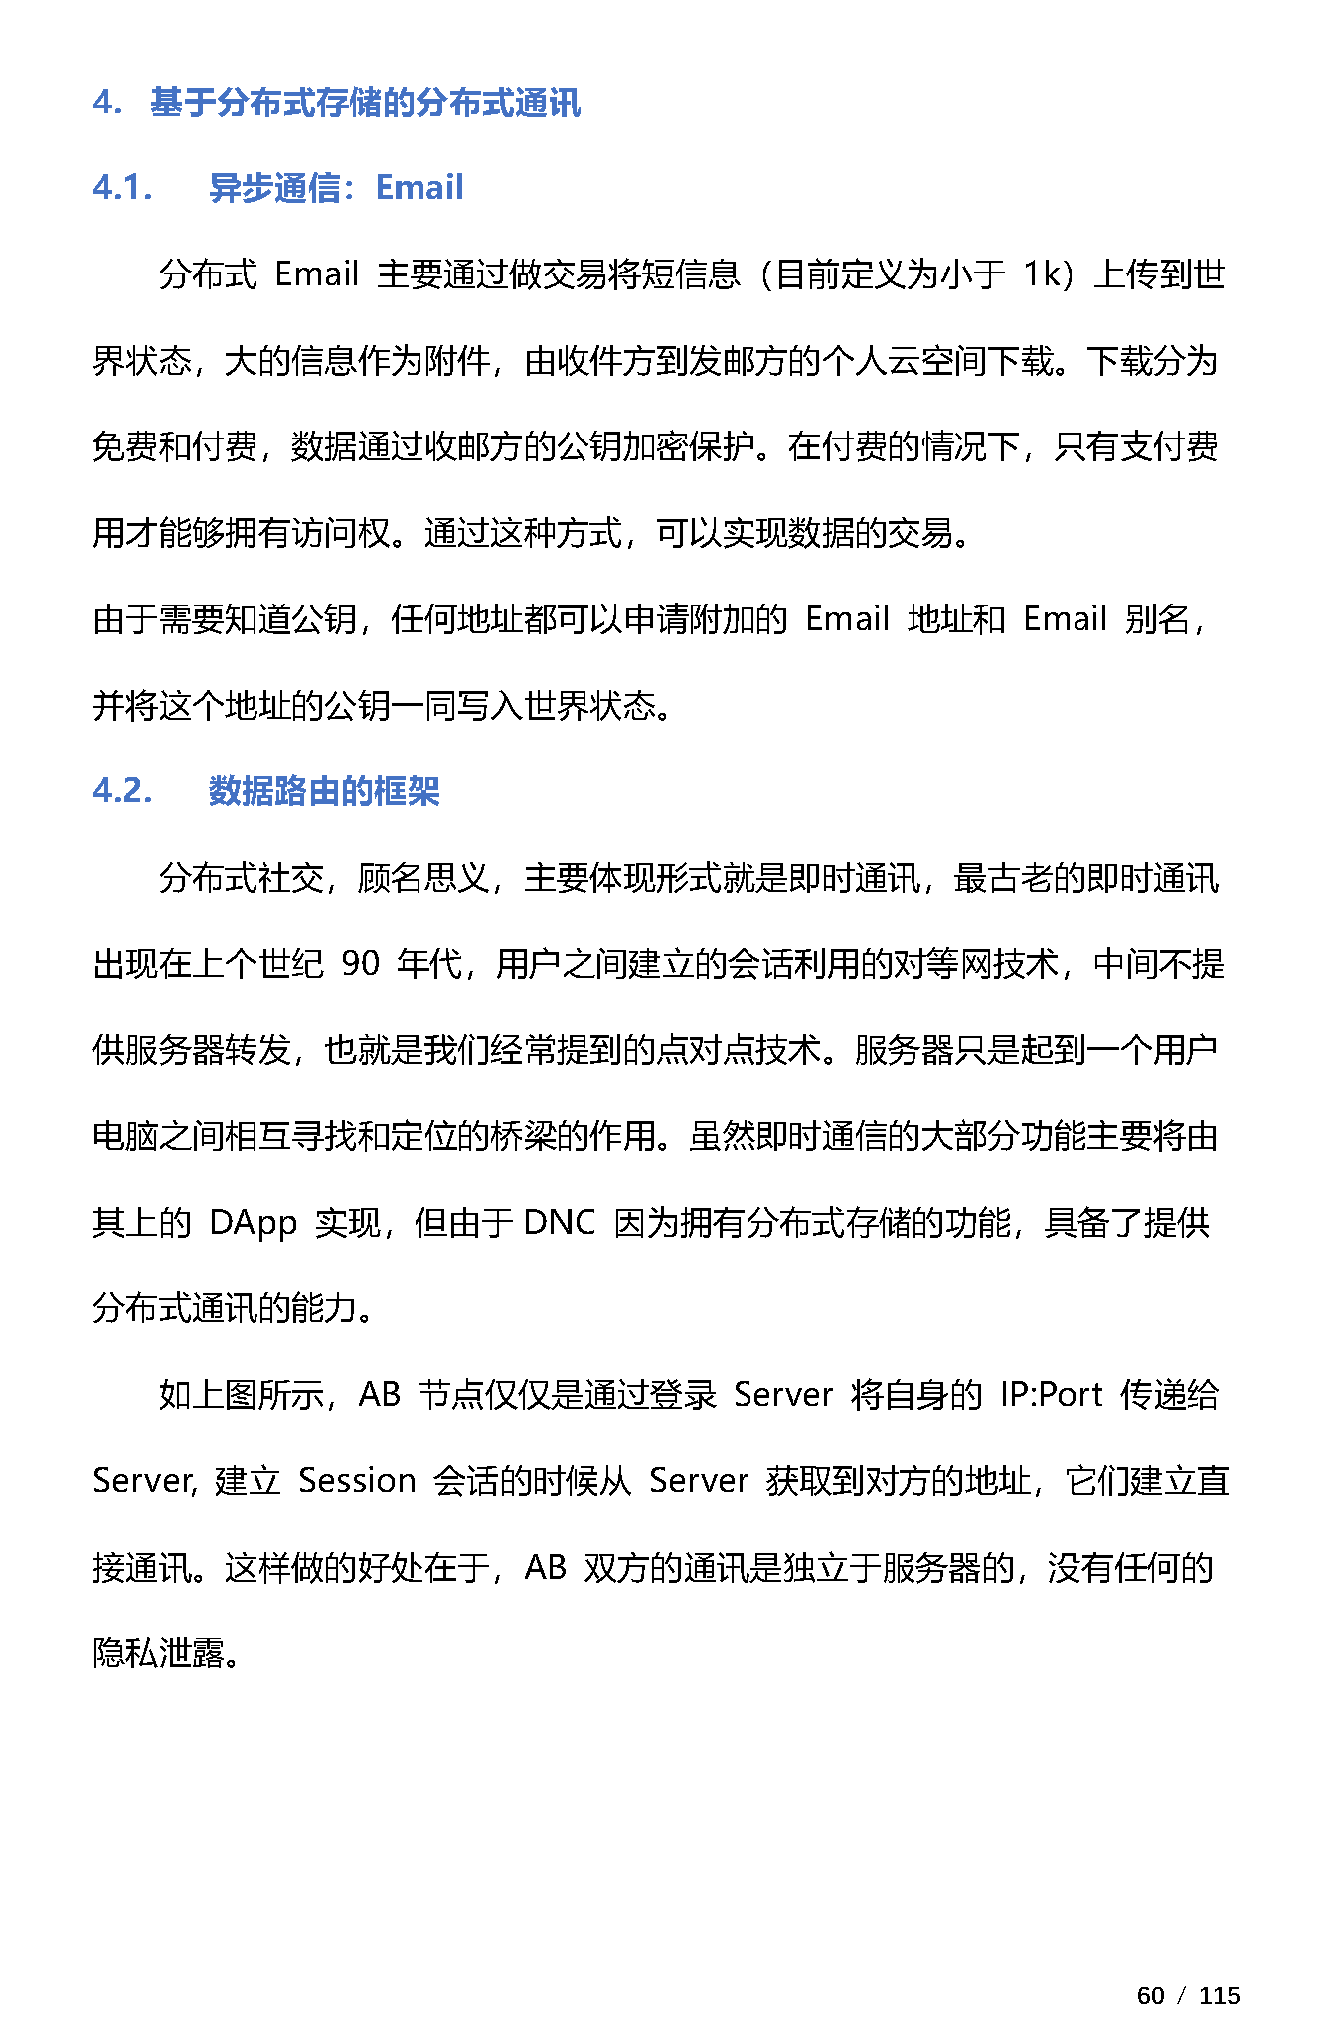 4. 基于分布式存储的分布式通讯
4.1. 异步通信：Email
分布式 Email 主要通过做交易将短信息（目前定义为小于 1k）上传到世
界状态，大的信息作为附件，由收件方到发邮方的个人云空间下载。下载分为
免费和付费，数据通过收邮方的公钥加密保护。在付费的情况下，只有支付费
用才能够拥有访问权。通过这种方式，可以实现数据的交易。
由于需要知道公钥，任何地址都可以申请附加的 Email 地址和 Email 别名，
并将这个地址的公钥一同写入世界状态。
4.2. 数据路由的框架
分布式社交，顾名思义，主要体现形式就是即时通讯，最古老的即时通讯
出现在上个世纪 90 年代，用户之间建立的会话利用的对等网技术，中间不提
供服务器转发，也就是我们经常提到的点对点技术。服务器只是起到一个用户
电脑之间相互寻找和定位的桥梁的作用。虽然即时通信的大部分功能主要将由
其上的 DApp 实现，但由于 DNC 因为拥有分布式存储的功能，具备了提供
分布式通讯的能力。
如上图所示，AB 节点仅仅是通过登录 Server 将自身的 IP:Port 传递给
Server, 建立 Session 会话的时候从 Server 获取到对方的地址，它们建立直
接通讯。这样做的好处在于，AB 双方的通讯是独立于服务器的，没有任何的
隐私泄露。
60 / 115